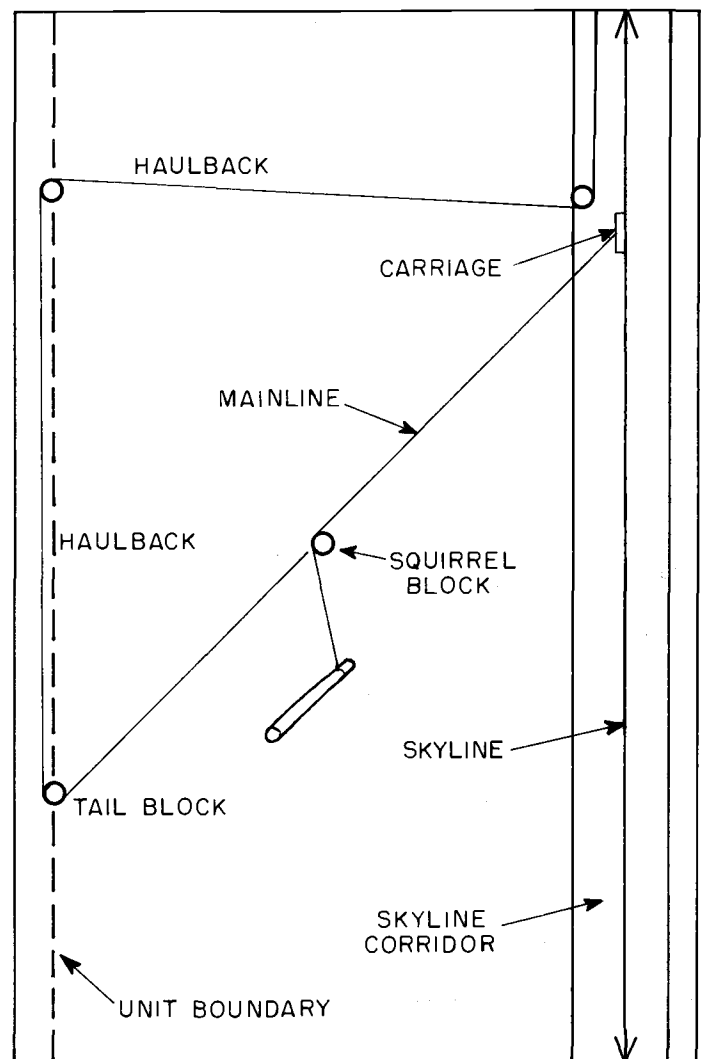 HAULBACK
CARRIAGE
MAINLINE
HAULBACK
SQUIRREL
BLOCK
SKYLINE
TAIL BLOCK
SKYLINE
CORRIDOR
UNIT BOUNDARY